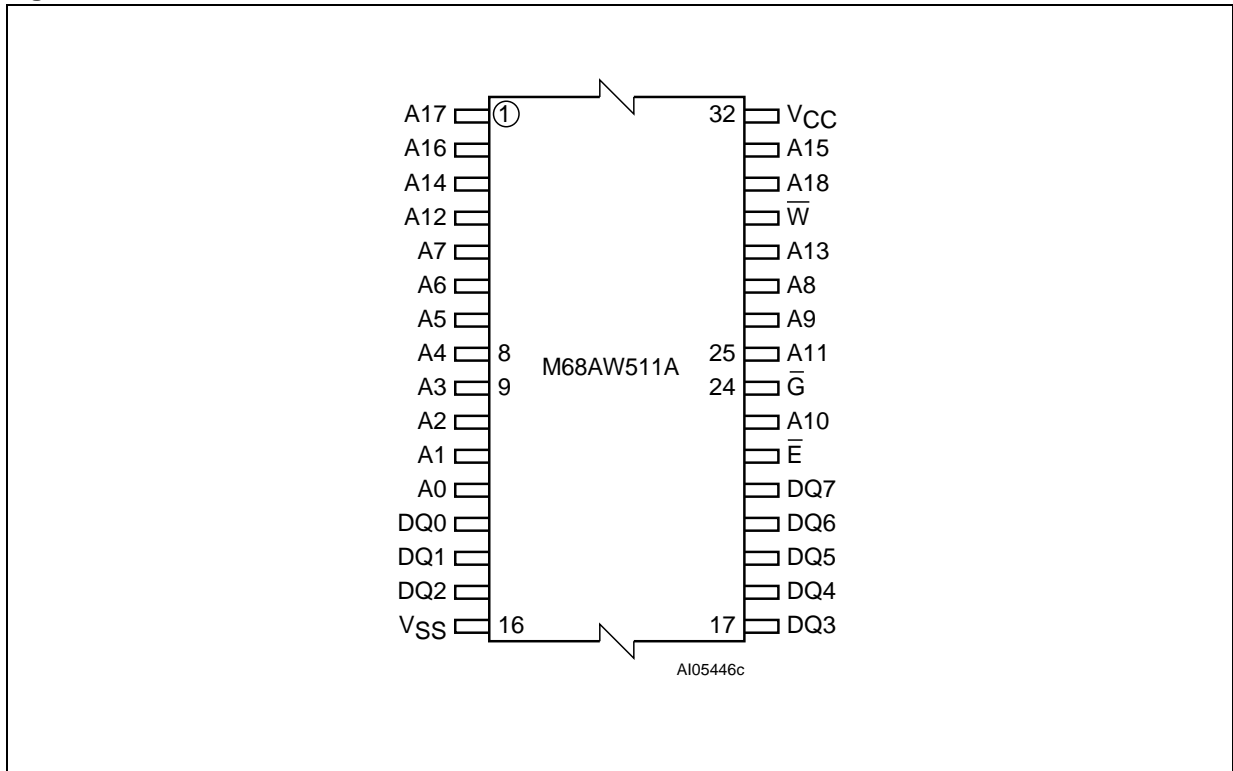 A17 ① 32 VCC
A16 A15
A14 A18
A12 W̅
A7 A13
A6 A8
A5 A9
A4 8 25 A11
M68AW511A
A3 9 24 G̅
A2 A10
A1 E̅
A0 DQ7
DQ0 DQ6
DQ1 DQ5
DQ2 DQ4
VSS 16 17 DQ3
AI05446c